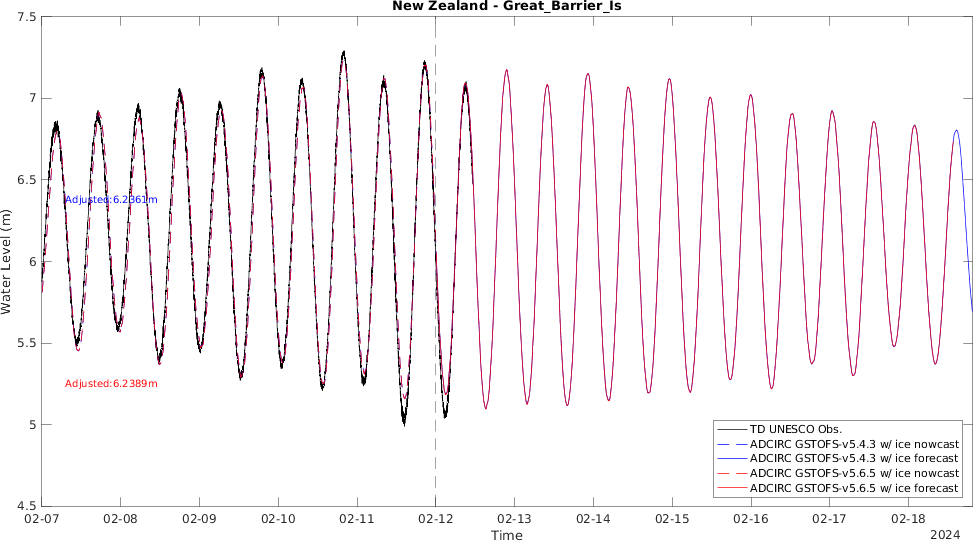 New Zealand - Great_Barrier_Is
7.5
7
6.5
6
5.5
5
4.5
Water Level (m)
Adjusted:6.2361m
Adjusted:6.2389m
TD UNESCO Obs.
ADCIRC GSTOFS-v5.4.3 w/ ice nowcast
ADCIRC GSTOFS-v5.4.3 w/ ice forecast
ADCIRC GSTOFS-v5.6.5 w/ ice nowcast
ADCIRC GSTOFS-v5.6.5 w/ ice forecast
02-07 02-08 02-09 02-10 02-11 02-12 02-13 02-14 02-15 02-16 02-17 02-18
Time
2024